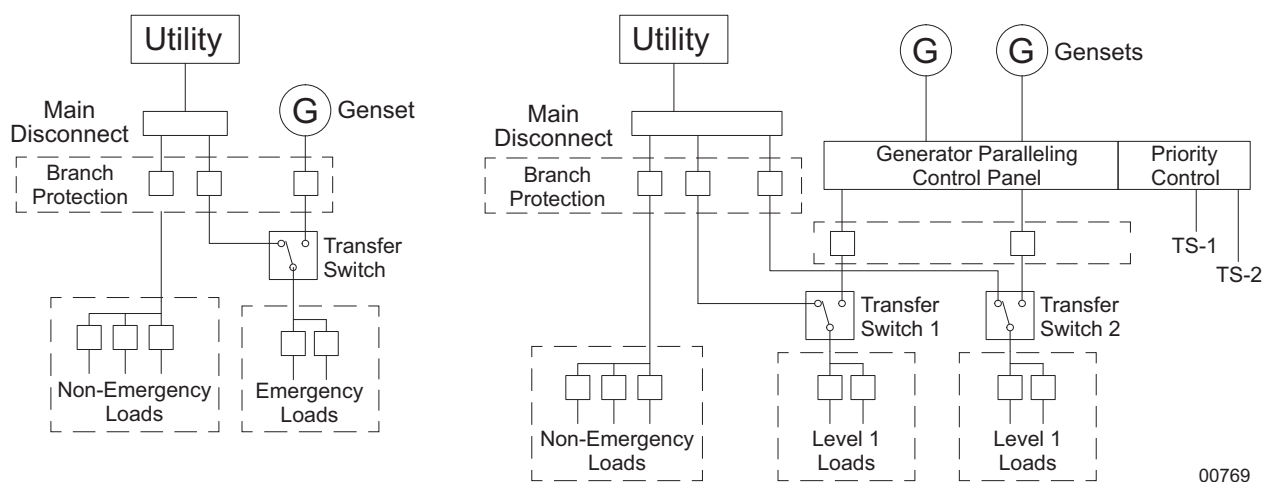 Utility
G
Genset
Main
Disconnect
Branch
Protection
Transfer
Switch
Non-Emergency
Loads
Emergency
Loads
Utility
G
G
Gensets
Main
Disconnect
Branch
Protection
Generator Paralleling
Control Panel
Priority
Control
TS-1
TS-2
Transfer
Switch 1
Transfer
Switch 2
Non-Emergency
Loads
Level 1
Loads
Level 1
Loads
00769